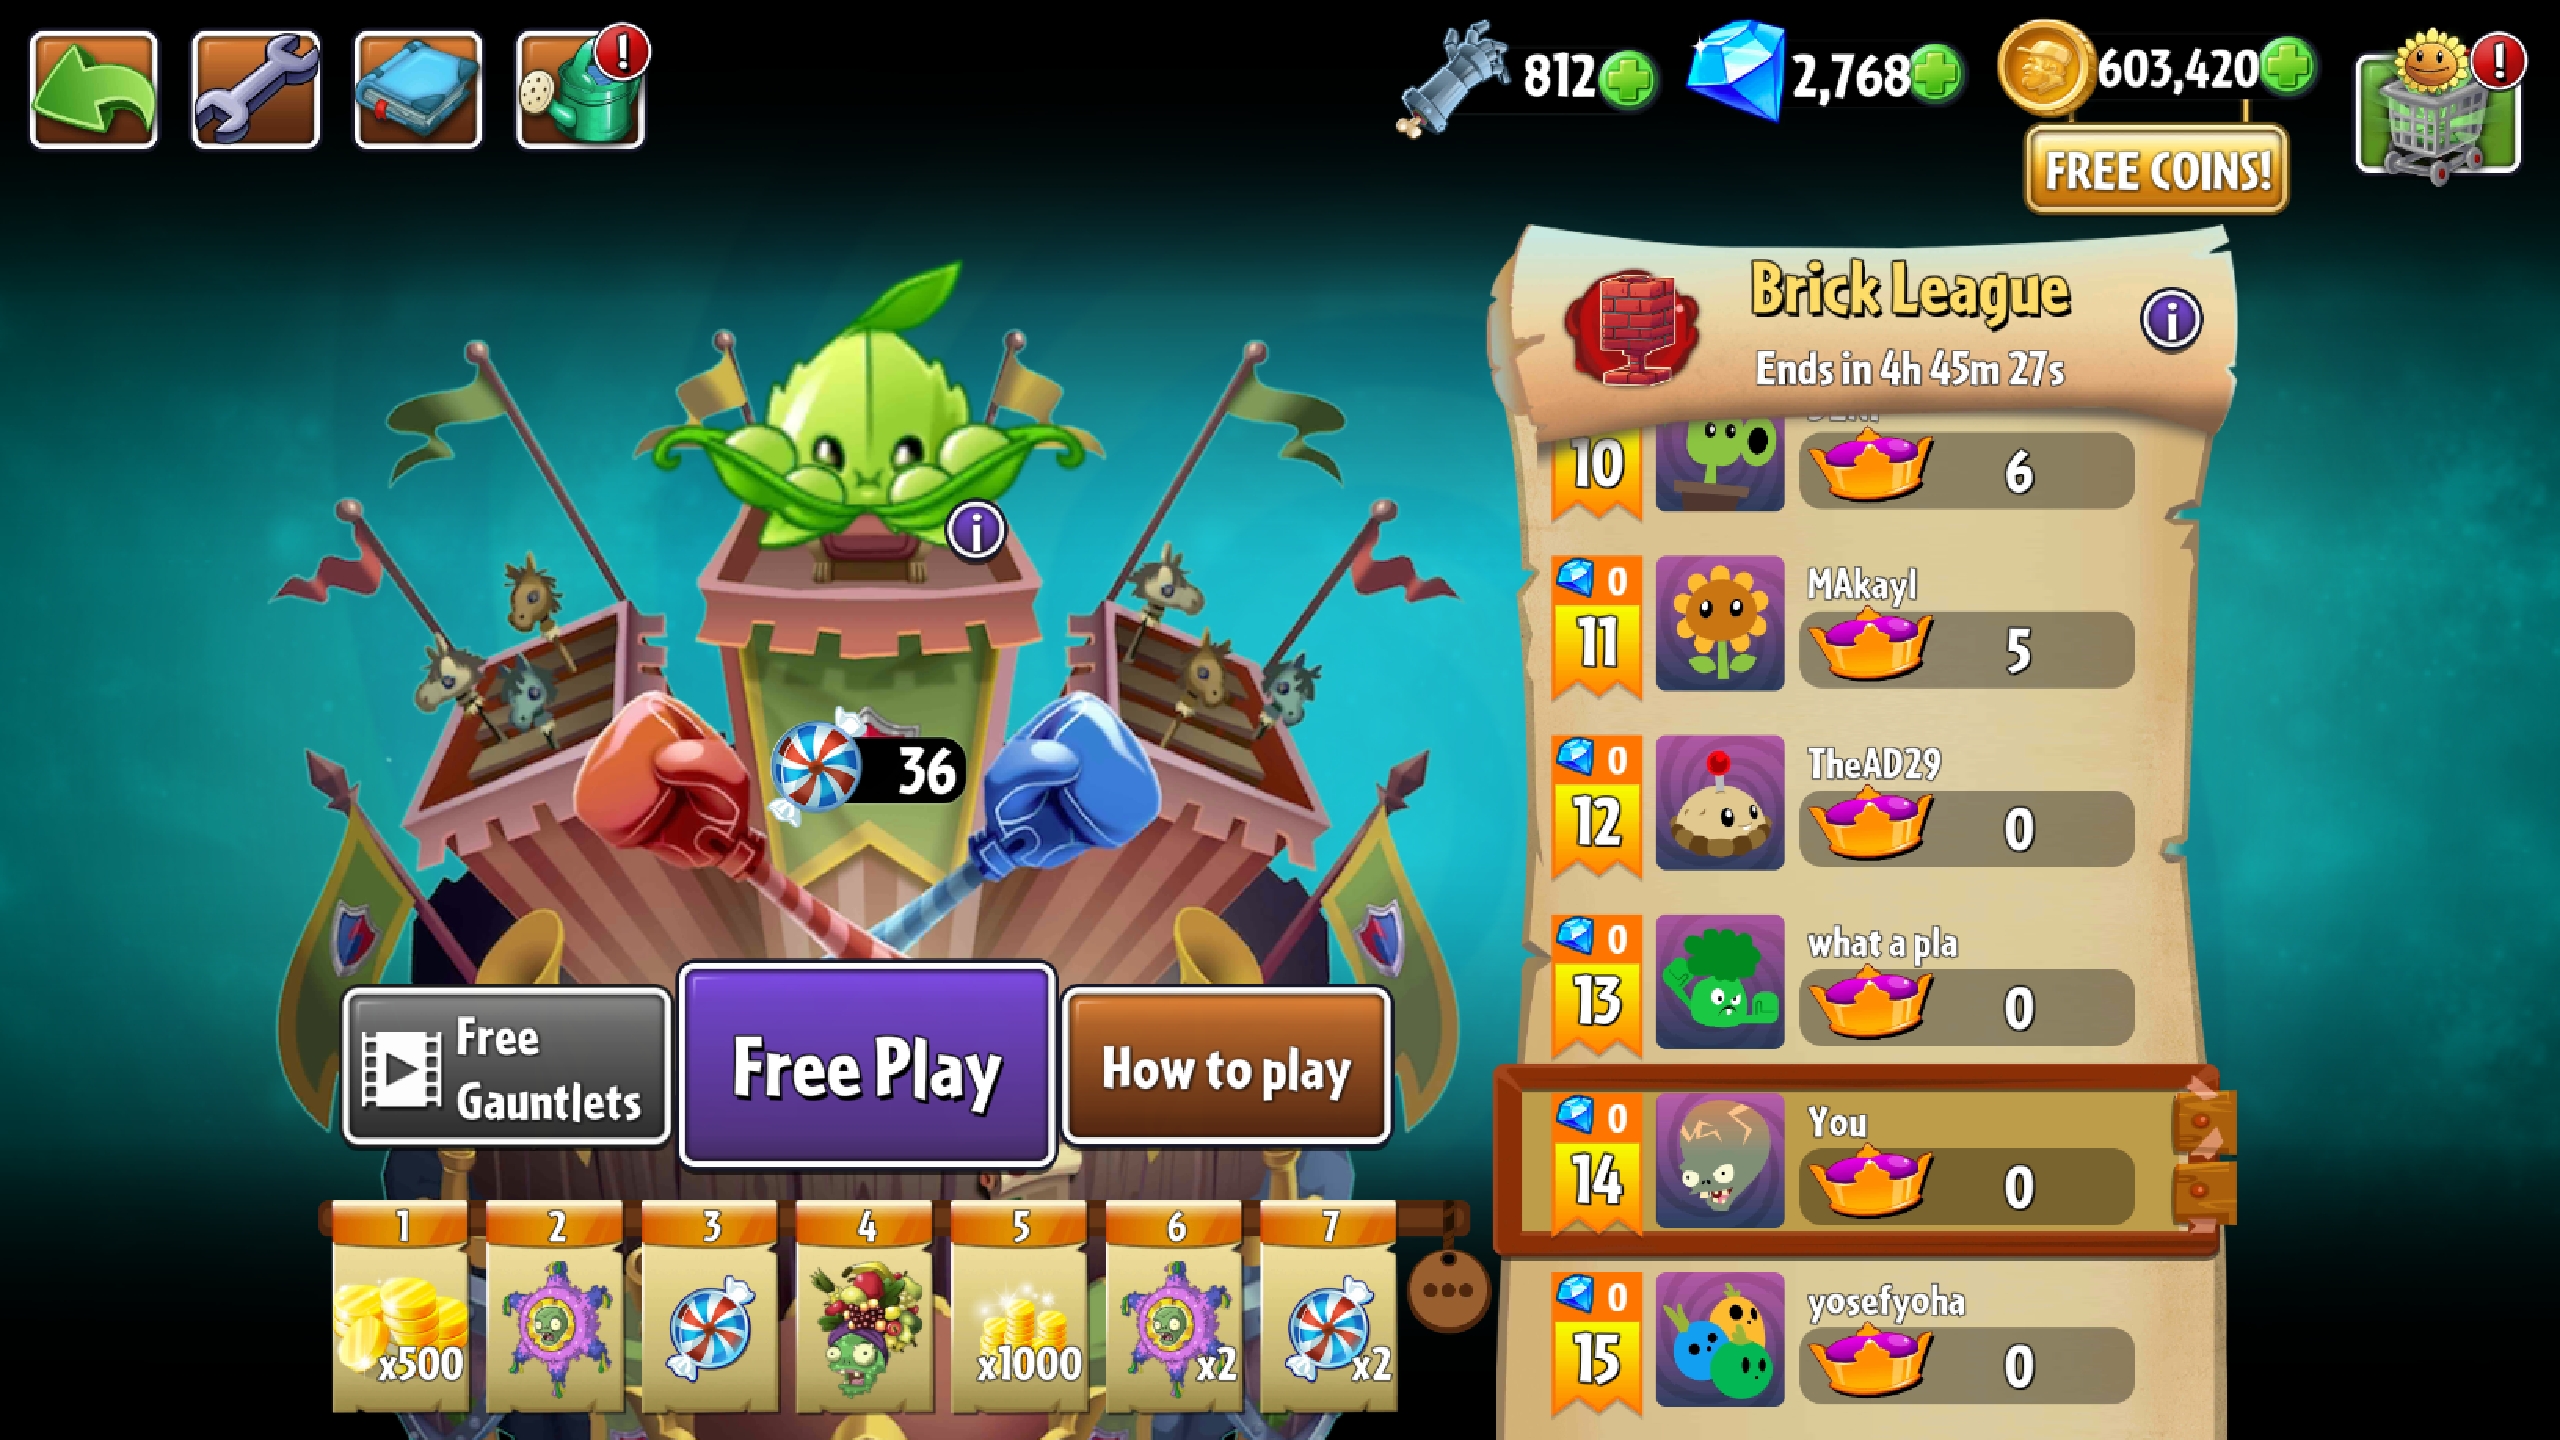 !
812
2,768
603,420
!
FREE COINS!
Brick League
i
Ends in 4h 45m 27s
10
6
i
0
MAkayl
11
5
0
TheAD29
12
0
36
0
what a pla
13
0
Free
Gauntlets
Free Play
How to play
0
You
14
0
1
2
3
4
5
6
7
x500
x1000
x2
x2
0
yosefyoha
15
0